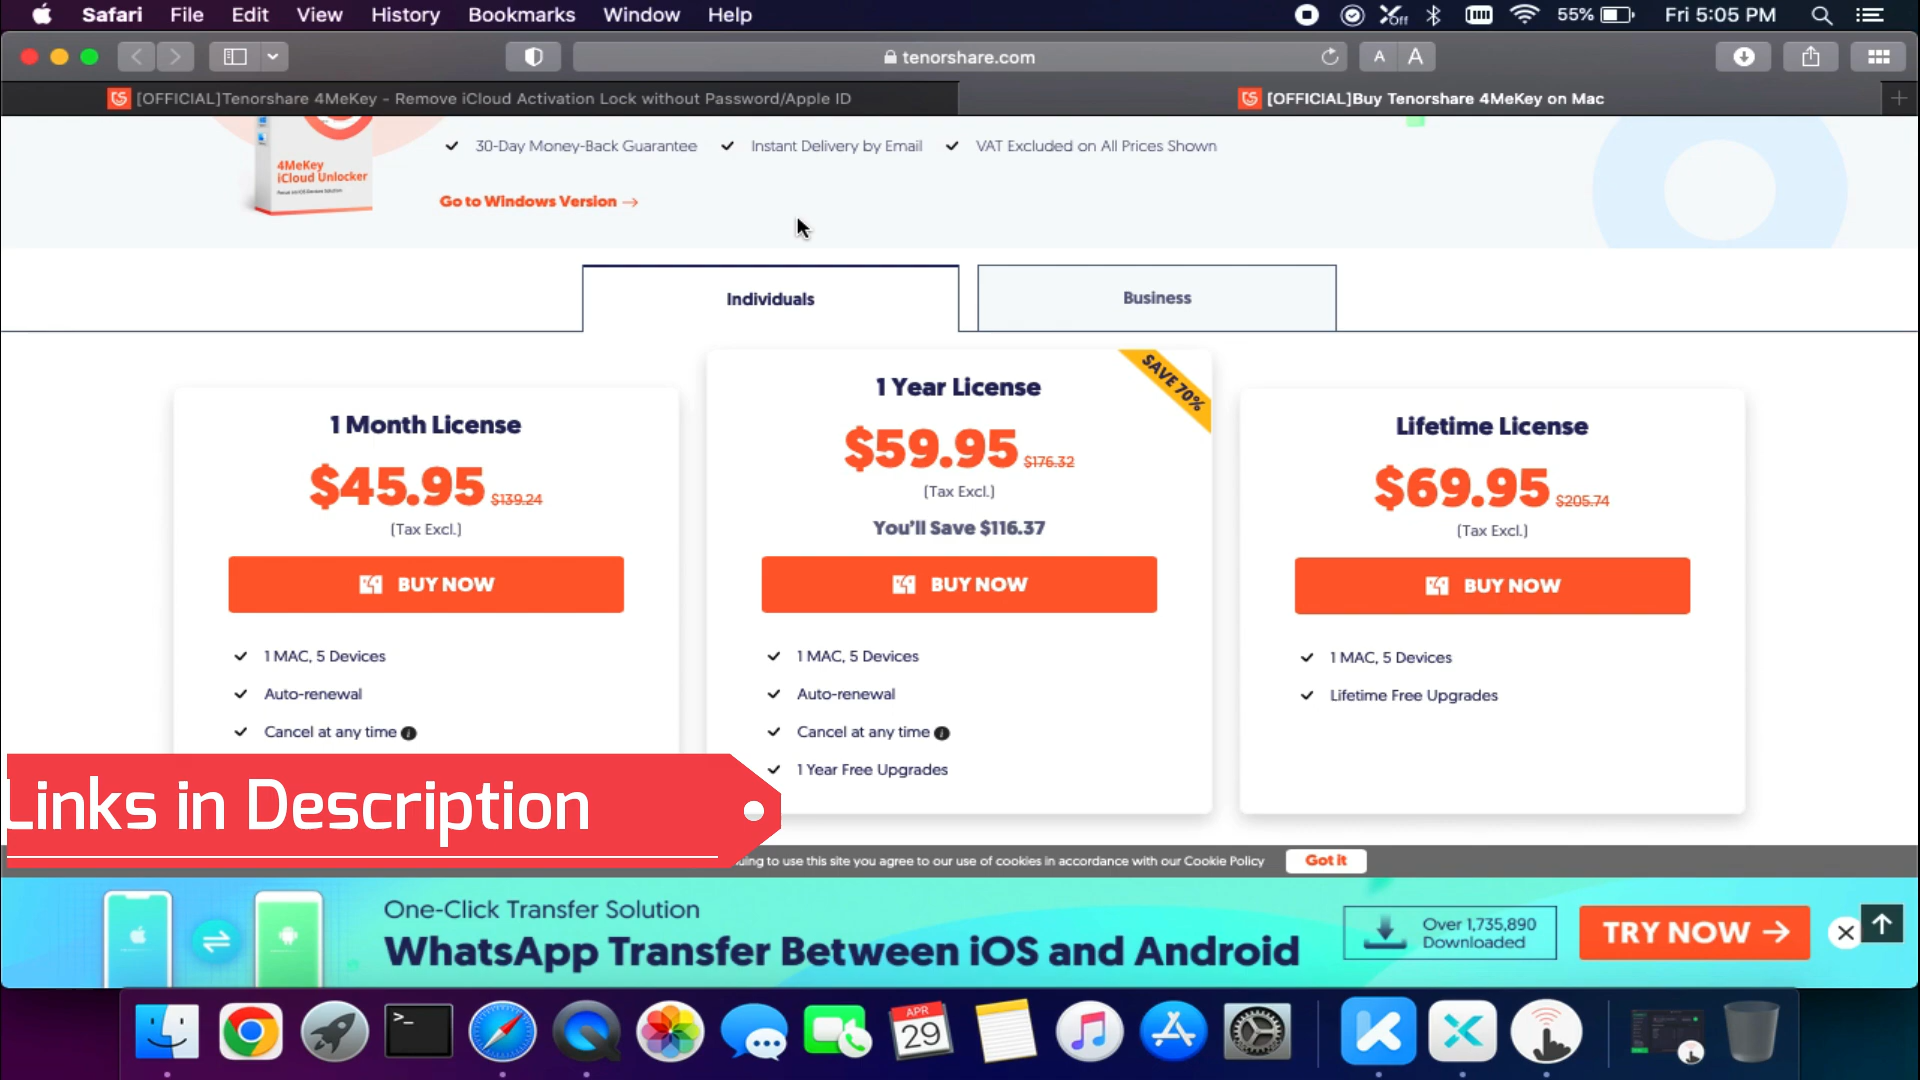 Safari File Edit View History Bookmarks Window Help
Off 55% Fri 5:05 PM
tenorshare.com
A A
[OFFICIAL]Tenorshare 4MeKey - Remove iCloud Activation Lock without Password/Apple ID
[OFFICIAL]Buy Tenorshare 4MeKey on Mac
4MeKey
iCloud Unlocker
30-Day Money-Back Guarantee
Instant Delivery by Email
VAT Excluded on All Prices Shown
Go to Windows Version →
Individuals
Business
1 Month License
$45.95 $139.24
(Tax Excl.)
BUY NOW
1 MAC, 5 Devices
Auto-renewal
Cancel at any time
1 Year License
SAVE 70%
$59.95 $176.32
(Tax Excl.)
You'll Save $116.37
BUY NOW
1 MAC, 5 Devices
Auto-renewal
Cancel at any time
1 Year Free Upgrades
Lifetime License
$69.95 $205.74
(Tax Excl.)
BUY NOW
1 MAC, 5 Devices
Lifetime Free Upgrades
Links in Description
uing to use this site you agree to our use of cookies in accordance with our Cookie Policy
Got it
One-Click Transfer Solution
WhatsApp Transfer Between iOS and Android
Over 1,735,890
Downloaded
TRY NOW →
APR
29